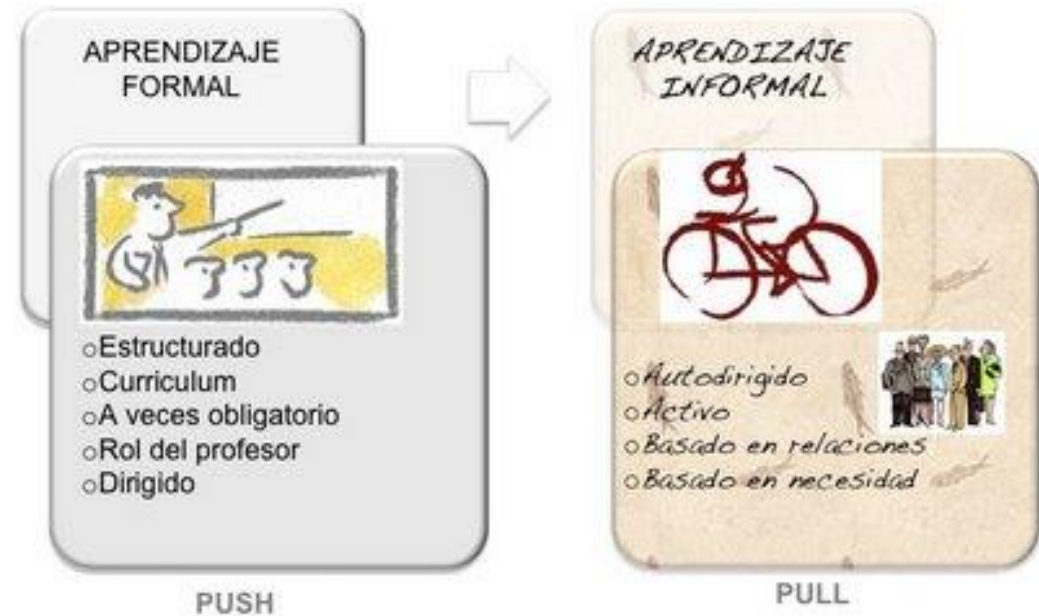 APRENDIZAJE
FORMAL
oEstructurado
oCurriculum
oA veces obligatorio
oRol del profesor
oDirigido
PUSH
APRENDIZAJE
INFORMAL
oAutodirigido
oActivo
oBasado en relaciones
oBasado en necesidad
PULL